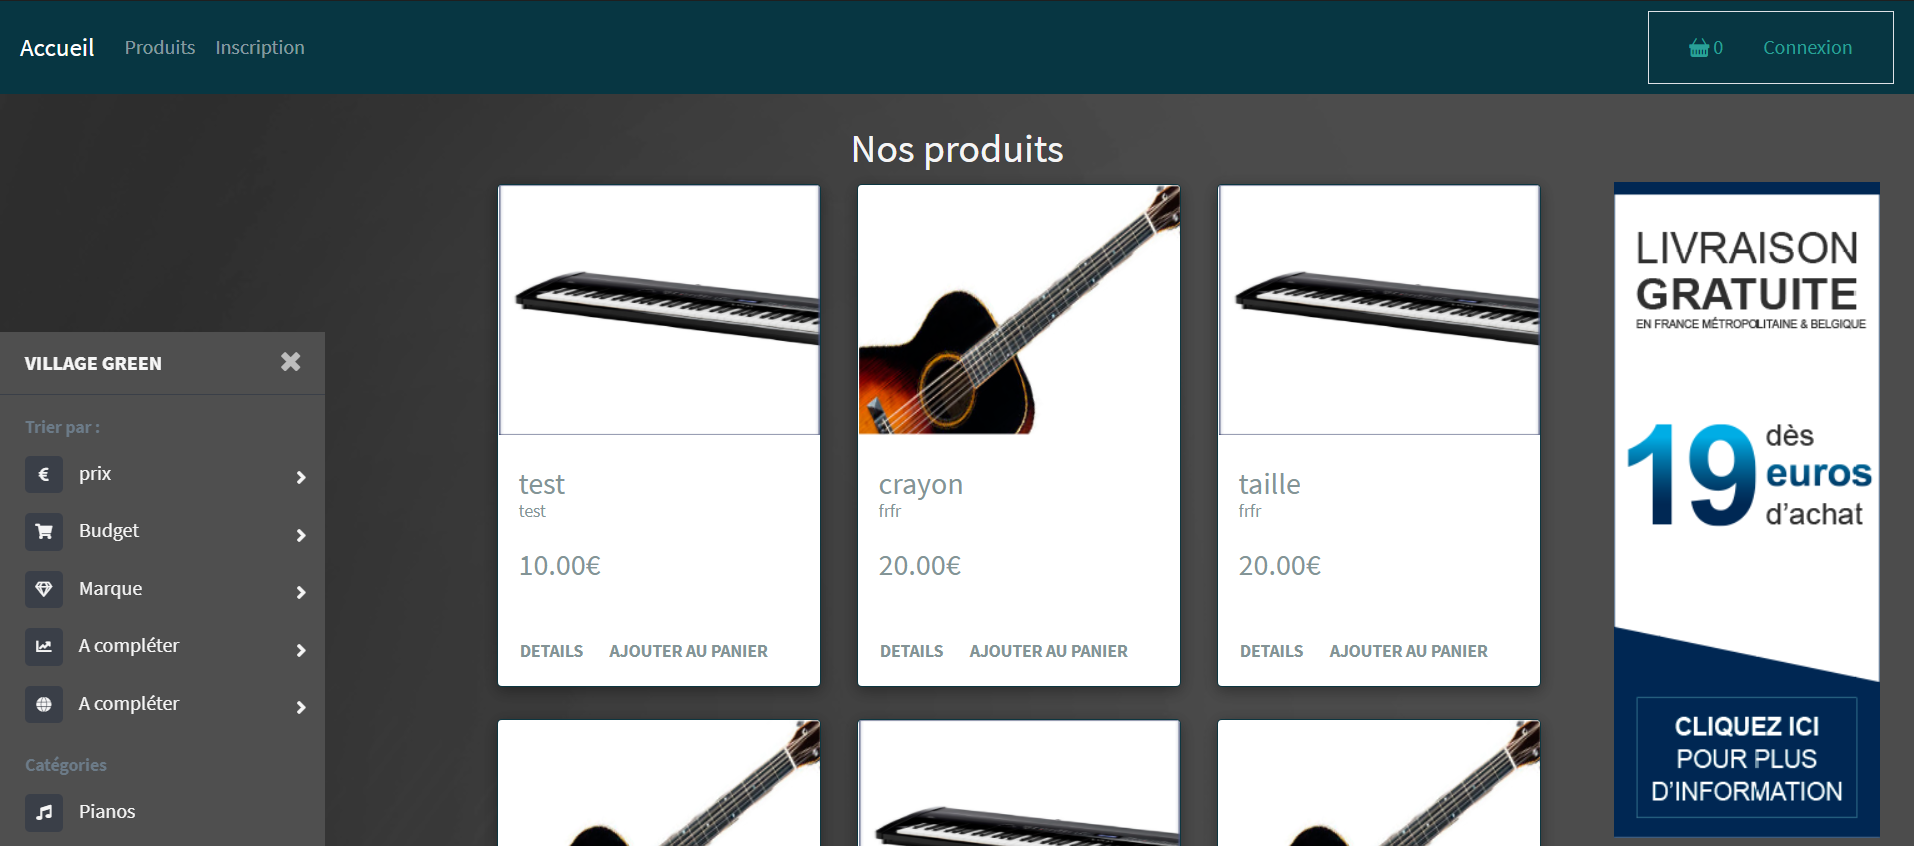 Accueil Produits Inscription 0 Connexion
Nos produits
VILLAGE GREEN
Trier par :
€ prix
Budget
Marque
A compléter
A compléter
Catégories
Pianos
test
test
10.00€
DETAILS AJOUTER AU PANIER
crayon
frfr
20.00€
DETAILS AJOUTER AU PANIER
taille
frfr
20.00€
DETAILS AJOUTER AU PANIER
LIVRAISON
GRATUITE
EN FRANCE MÉTROPOLITAINE & BELGIQUE
19 dès
euros
d'achat
CLIQUEZ ICI
POUR PLUS
D'INFORMATION